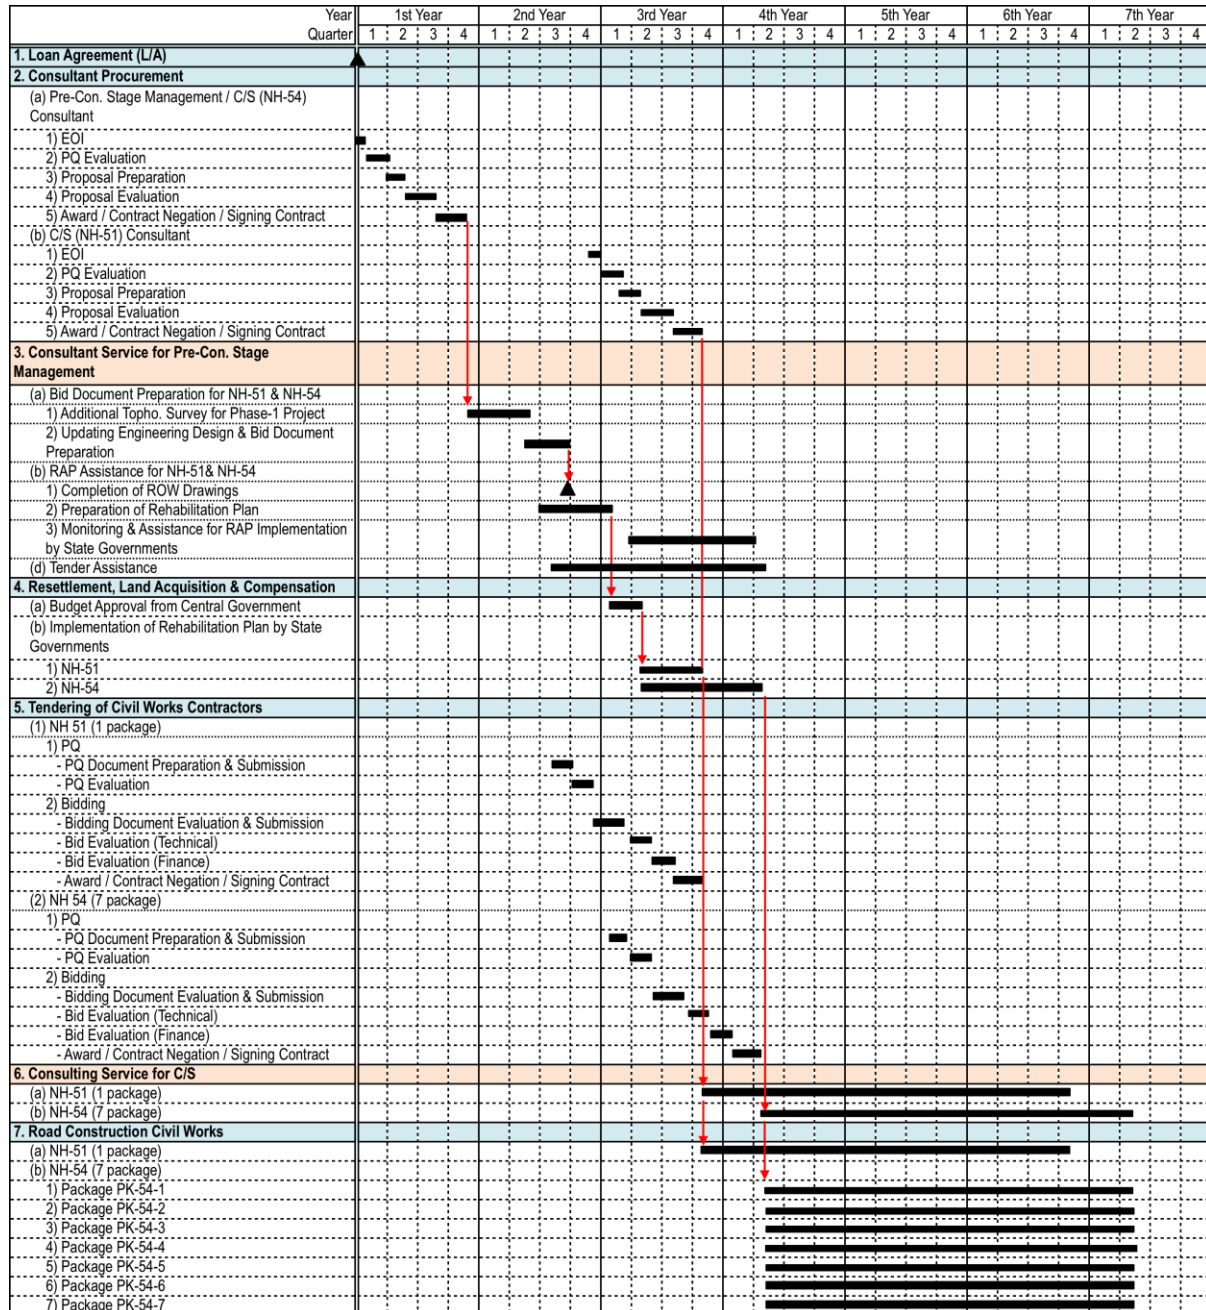 Year 1st Year 2nd Year 3rd Year 4th Year 5th Year 6th Year 7th Year
Quarter 1 2 3 4 1 2 3 4 1 2 3 4 1 2 3 4 1 2 3 4 1 2 3 4 1 2 3 4
1. Loan Agreement (L/A)
2. Consultant Procurement
(a) Pre-Con. Stage Management / C/S (NH-54)
Consultant
1) EOI
2) PQ Evaluation
3) Proposal Preparation
4) Proposal Evaluation
5) Award / Contract Negation / Signing Contract
(b) C/S (NH-51) Consultant
1) EOI
2) PQ Evaluation
3) Proposal Preparation
4) Proposal Evaluation
5) Award / Contract Negation / Signing Contract
3. Consultant Service for Pre-Con. Stage
Management
(a) Bid Document Preparation for NH-51 & NH-54
1) Additional Topho. Survey for Phase-1 Project
2) Updating Engineering Design & Bid Document
Preparation
(b) RAP Assistance for NH-51& NH-54
1) Completion of ROW Drawings
2) Preparation of Rehabilitation Plan
3) Monitoring & Assistance for RAP Implementation
by State Governments
(d) Tender Assistance
4. Resettlement, Land Acquisition & Compensation
(a) Budget Approval from Central Government
(b) Implementation of Rehabilitation Plan by State
Governments
1) NH-51
2) NH-54
5. Tendering of Civil Works Contractors
(1) NH 51 (1 package)
1) PQ
- PQ Document Preparation & Submission
- PQ Evaluation
2) Bidding
- Bidding Document Evaluation & Submission
- Bid Evaluation (Technical)
- Bid Evaluation (Finance)
- Award / Contract Negation / Signing Contract
(2) NH 54 (7 package)
1) PQ
- PQ Document Preparation & Submission
- PQ Evaluation
2) Bidding
- Bidding Document Evaluation & Submission
- Bid Evaluation (Technical)
- Bid Evaluation (Finance)
- Award / Contract Negation / Signing Contract
6. Consulting Service for C/S
(a) NH-51 (1 package)
(b) NH-54 (7 package)
7. Road Construction Civil Works
(a) NH-51 (1 package)
(b) NH-54 (7 package)
1) Package PK-54-1
2) Package PK-54-2
3) Package PK-54-3
4) Package PK-54-4
5) Package PK-54-5
6) Package PK-54-6
7) Package PK-54-7